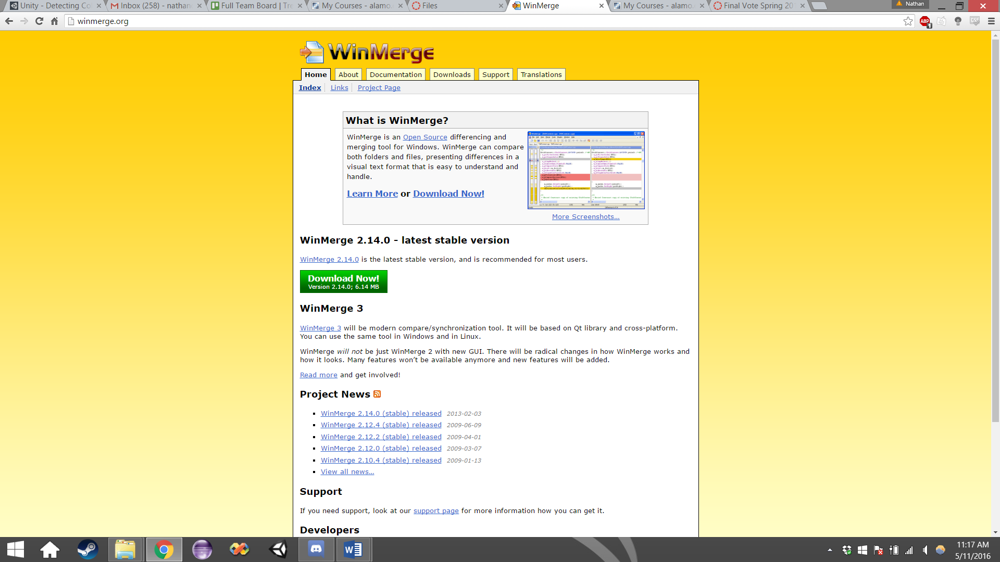 Unity - Detecting Co
Inbox (258) - nathan
Full Team Board | Tre
My Courses - alamo.
Files
WinMerge
My Courses - alamo.
Final Vote Spring 20
Nathan
winmerge.org
ABP
1
WinMerge
Home
About
Documentation
Downloads
Support
Translations
Index
Links
Project Page
What is WinMerge?
WinMerge is an Open Source differencing and
merging tool for Windows. WinMerge can compare
both folders and files, presenting differences in a
visual text format that is easy to understand and
handle.
Learn More or Download Now!
More Screenshots...
WinMerge 2.14.0 - latest stable version
WinMerge 2.14.0 is the latest stable version, and is recommended for most users.
Download Now!
Version 2.14.0; 6.14 MB
WinMerge 3
WinMerge 3 will be modern compare/synchronization tool. It will be based on Qt library and cross-platform.
You can use the same tool in Windows and in Linux.
WinMerge will not be just WinMerge 2 with new GUI. There will be radical changes in how WinMerge works and
how it looks. Many features won't be available anymore and new features will be added.
Read more and get involved!
Project News
WinMerge 2.14.0 (stable) released 2013-02-03
WinMerge 2.12.4 (stable) released 2009-06-09
WinMerge 2.12.2 (stable) released 2009-04-01
WinMerge 2.12.0 (stable) released 2009-03-07
WinMerge 2.10.4 (stable) released 2009-01-13
View all news...
Support
If you need support, look at our support page for more information how you can get it.
Developers
11:17 AM
5/11/2016